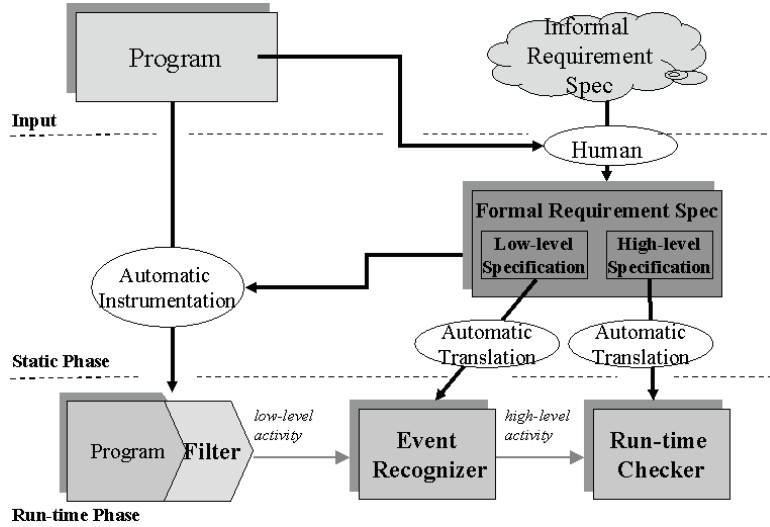 Program
Informal
Requirement
Spec
Input
Human
Formal Requirement Spec
Low-level
Specification
High-level
Specification
Automatic
Instrumentation
Automatic
Translation
Automatic
Translation
Static Phase
Program
Filter
low-level
activity
Event
Recognizer
high-level
activity
Run-time
Checker
Run-time Phase